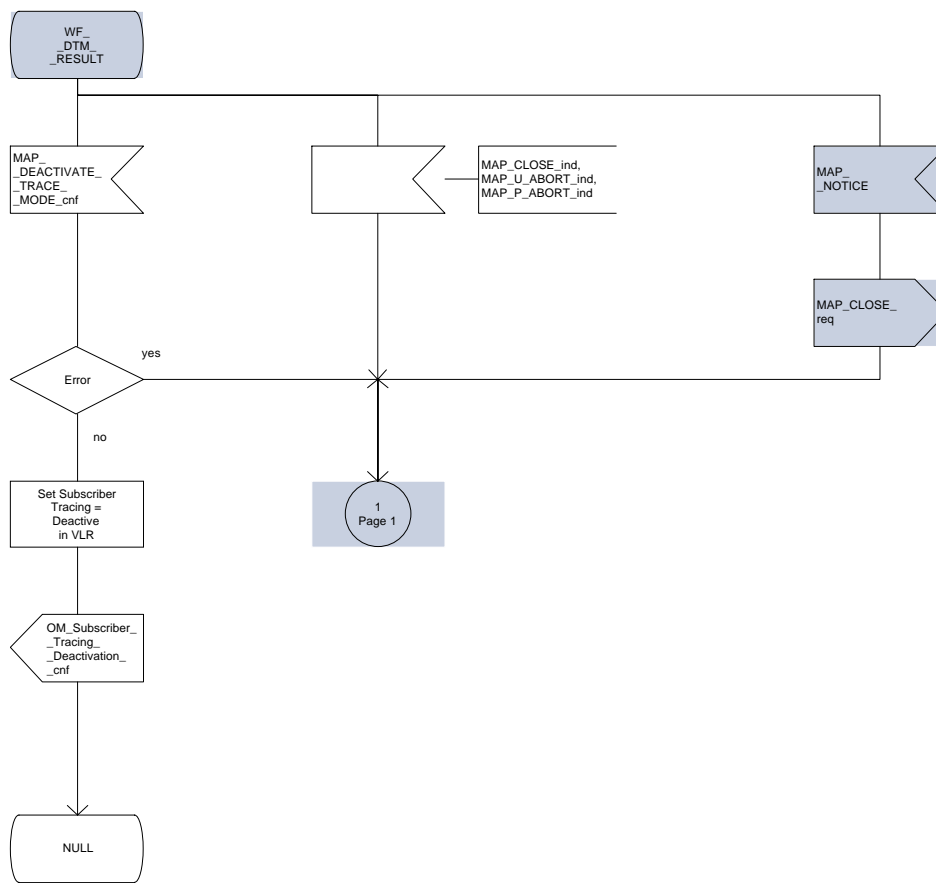 WF_
_DTM_
_RESULT
MAP_
_DEACTIVATE_
_TRACE_
_MODE_cnf
MAP_CLOSE_ind,
MAP_U_ABORT_ind,
MAP_P_ABORT_ind
MAP_
_NOTICE
MAP_CLOSE_
req
yes
Error
no
Set Subscriber
Tracing =
Deactive
in VLR
1
Page 1
OM_Subscriber_
_Tracing_
_Deactivation_
_cnf
NULL